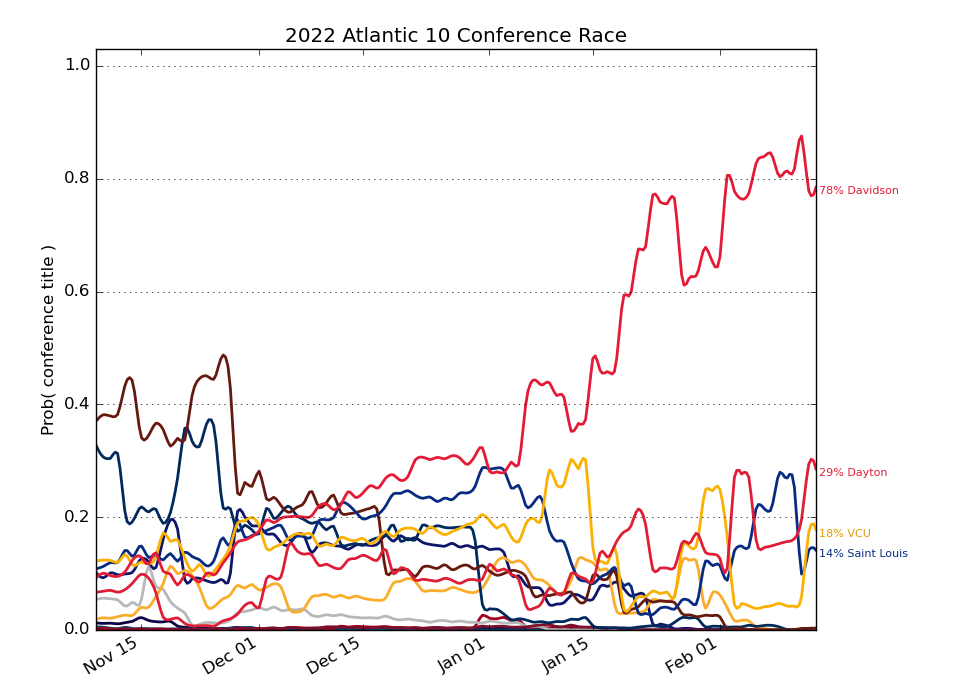 2022 Atlantic 10 Conference Race
Prob( conference title )
1.0
0.8
0.6
0.4
0.2
0.0
78% Davidson
29% Dayton
18% VCU
14% Saint Louis
Nov 15
Dec 01
Dec 15
Jan 01
Jan 15
Feb 01